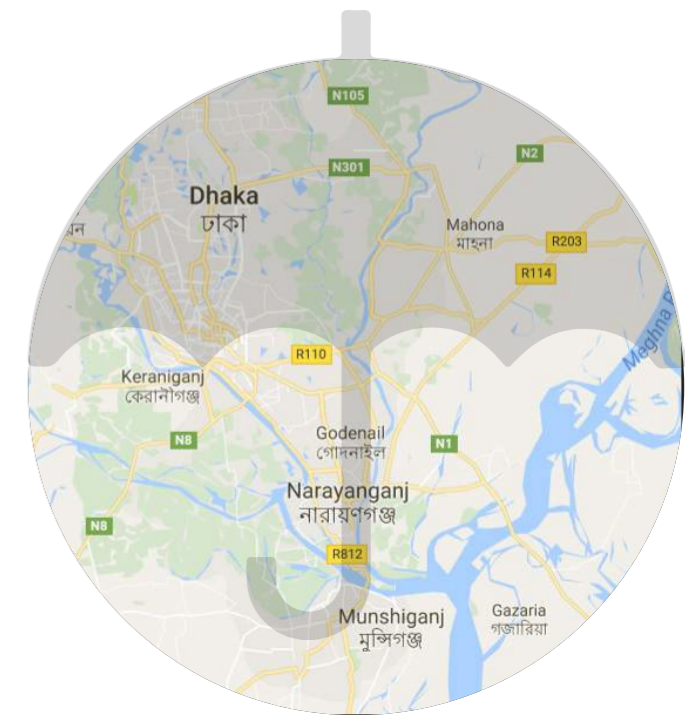 N105
N2
N301
Dhaka
ঢাকা
Mahona
মাহনা
R203
R114
Meghna
R110
Keraniganj
কেরানীগঞ্জ
Godenail
গোদনাইল
N8
N1
Narayanganj
নারায়ণগঞ্জ
N8
R812
Munshiganj
মুন্সিগঞ্জ
Gazaria
গজারিয়া